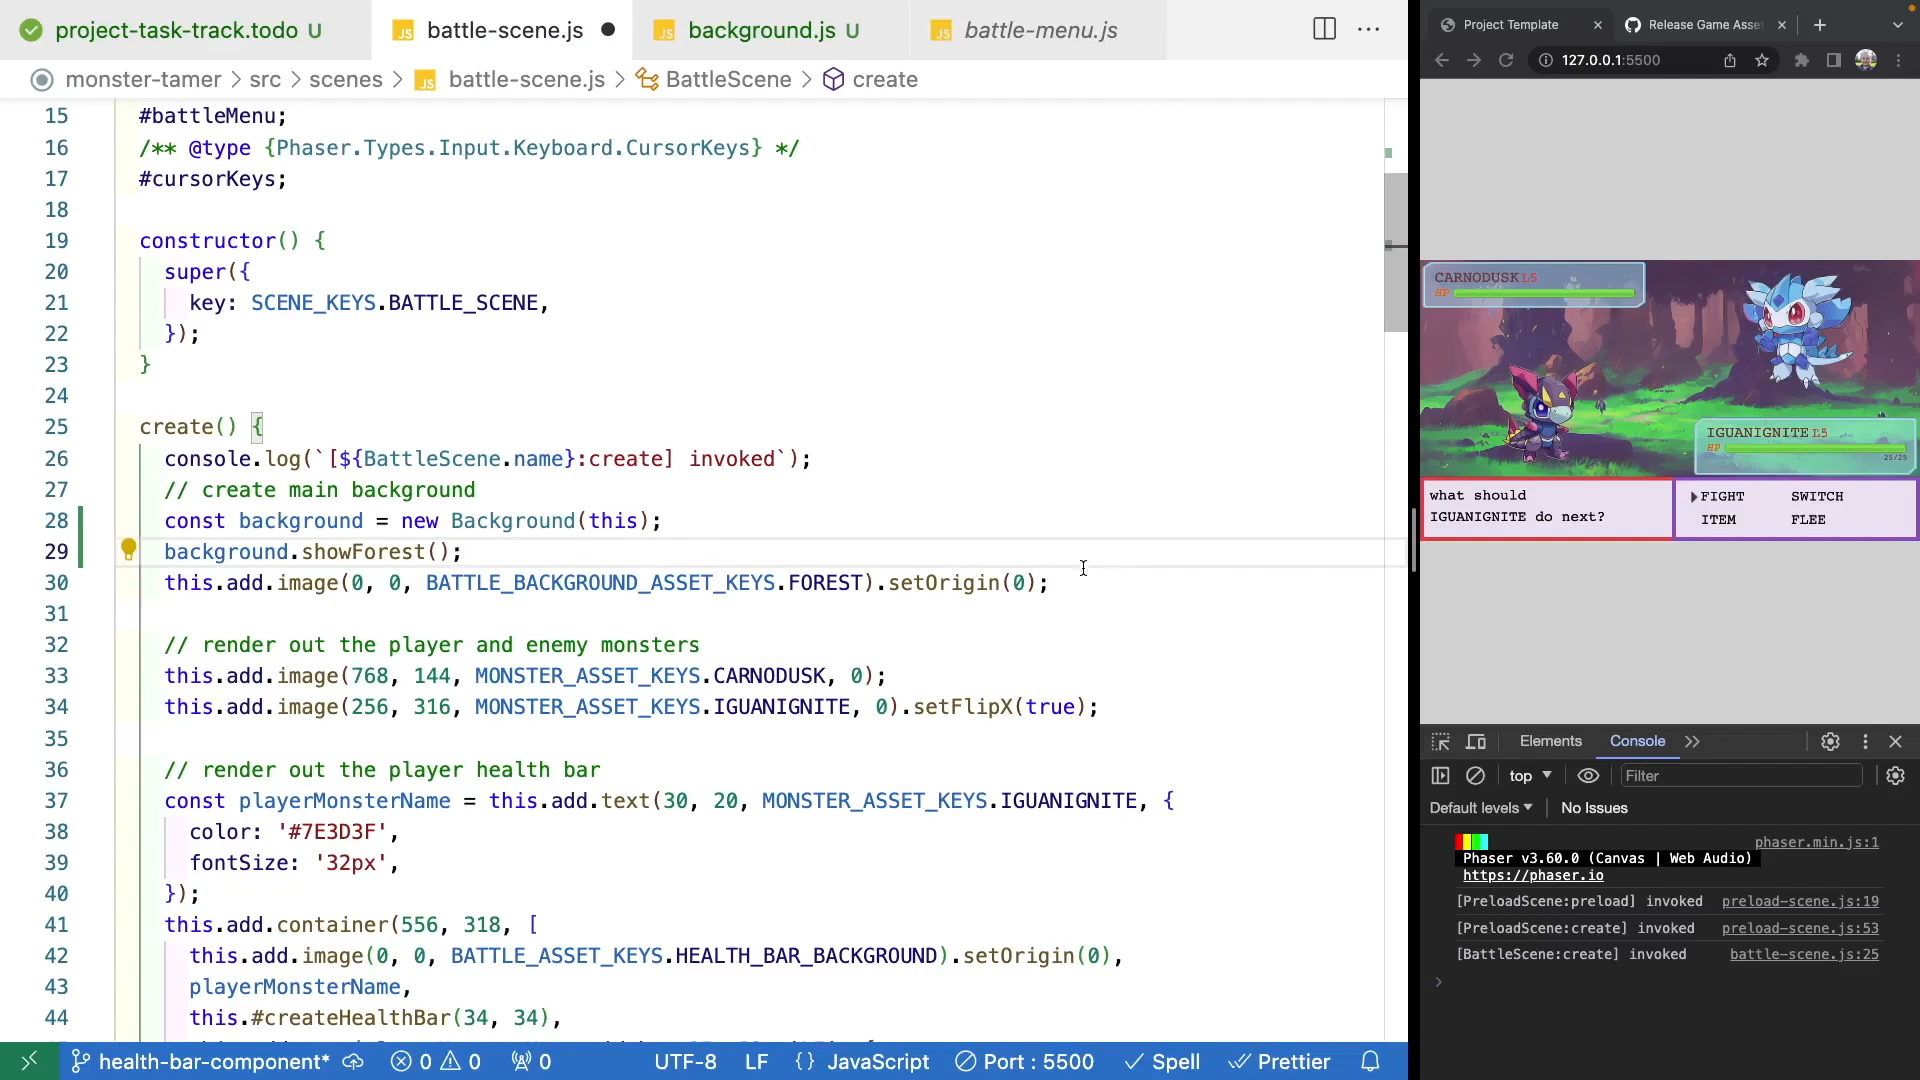 project-task-track.todo U
JS battle-scene.js
JS background.js U
JS battle-menu.js
monster-tamer > src > scenes > JS battle-scene.js > BattleScene > create
15 #battleMenu;
16 /** @type {Phaser.Types.Input.Keyboard.CursorKeys} */
17 #cursorKeys;
18
19 constructor() {
20 super({
21 key: SCENE_KEYS.BATTLE_SCENE,
22 });
23 }
24
25 create() {
26 console.log(`[${BattleScene.name}:create] invoked`);
27 // create main background
28 const background = new Background(this);
29 background.showForest();
30 this.add.image(0, 0, BATTLE_BACKGROUND_ASSET_KEYS.FOREST).setOrigin(0);
31
32 // render out the player and enemy monsters
33 this.add.image(768, 144, MONSTER_ASSET_KEYS.CARNODUSK, 0);
34 this.add.image(256, 316, MONSTER_ASSET_KEYS.IGUANIGNITE, 0).setFlipX(true);
35
36 // render out the player health bar
37 const playerMonsterName = this.add.text(30, 20, MONSTER_ASSET_KEYS.IGUANIGNITE, {
38 color: '#7E3D3F',
39 fontSize: '32px',
40 });
41 this.add.container(556, 318, [
42 this.add.image(0, 0, BATTLE_ASSET_KEYS.HEALTH_BAR_BACKGROUND).setOrigin(0),
43 playerMonsterName,
44 this.#createHealthBar(34, 34),
health-bar-component* 0 0 0 UTF-8 LF {} JavaScript Port : 5500 Spell Prettier
Project Template
Release Game Asse
127.0.0.1:5500
CARNODUSK L5
HP
IGUANIGNITE L5
HP
25/25
what should
IGUANIGNITE do next?
FIGHT SWITCH
ITEM FLEE
Elements Console
top Filter
Default levels No Issues
phaser.min.js:1
Phaser v3.60.0 (Canvas | Web Audio)
https://phaser.io
[PreloadScene:preload] invoked preload-scene.js:19
[PreloadScene:create] invoked preload-scene.js:53
[BattleScene:create] invoked battle-scene.js:25